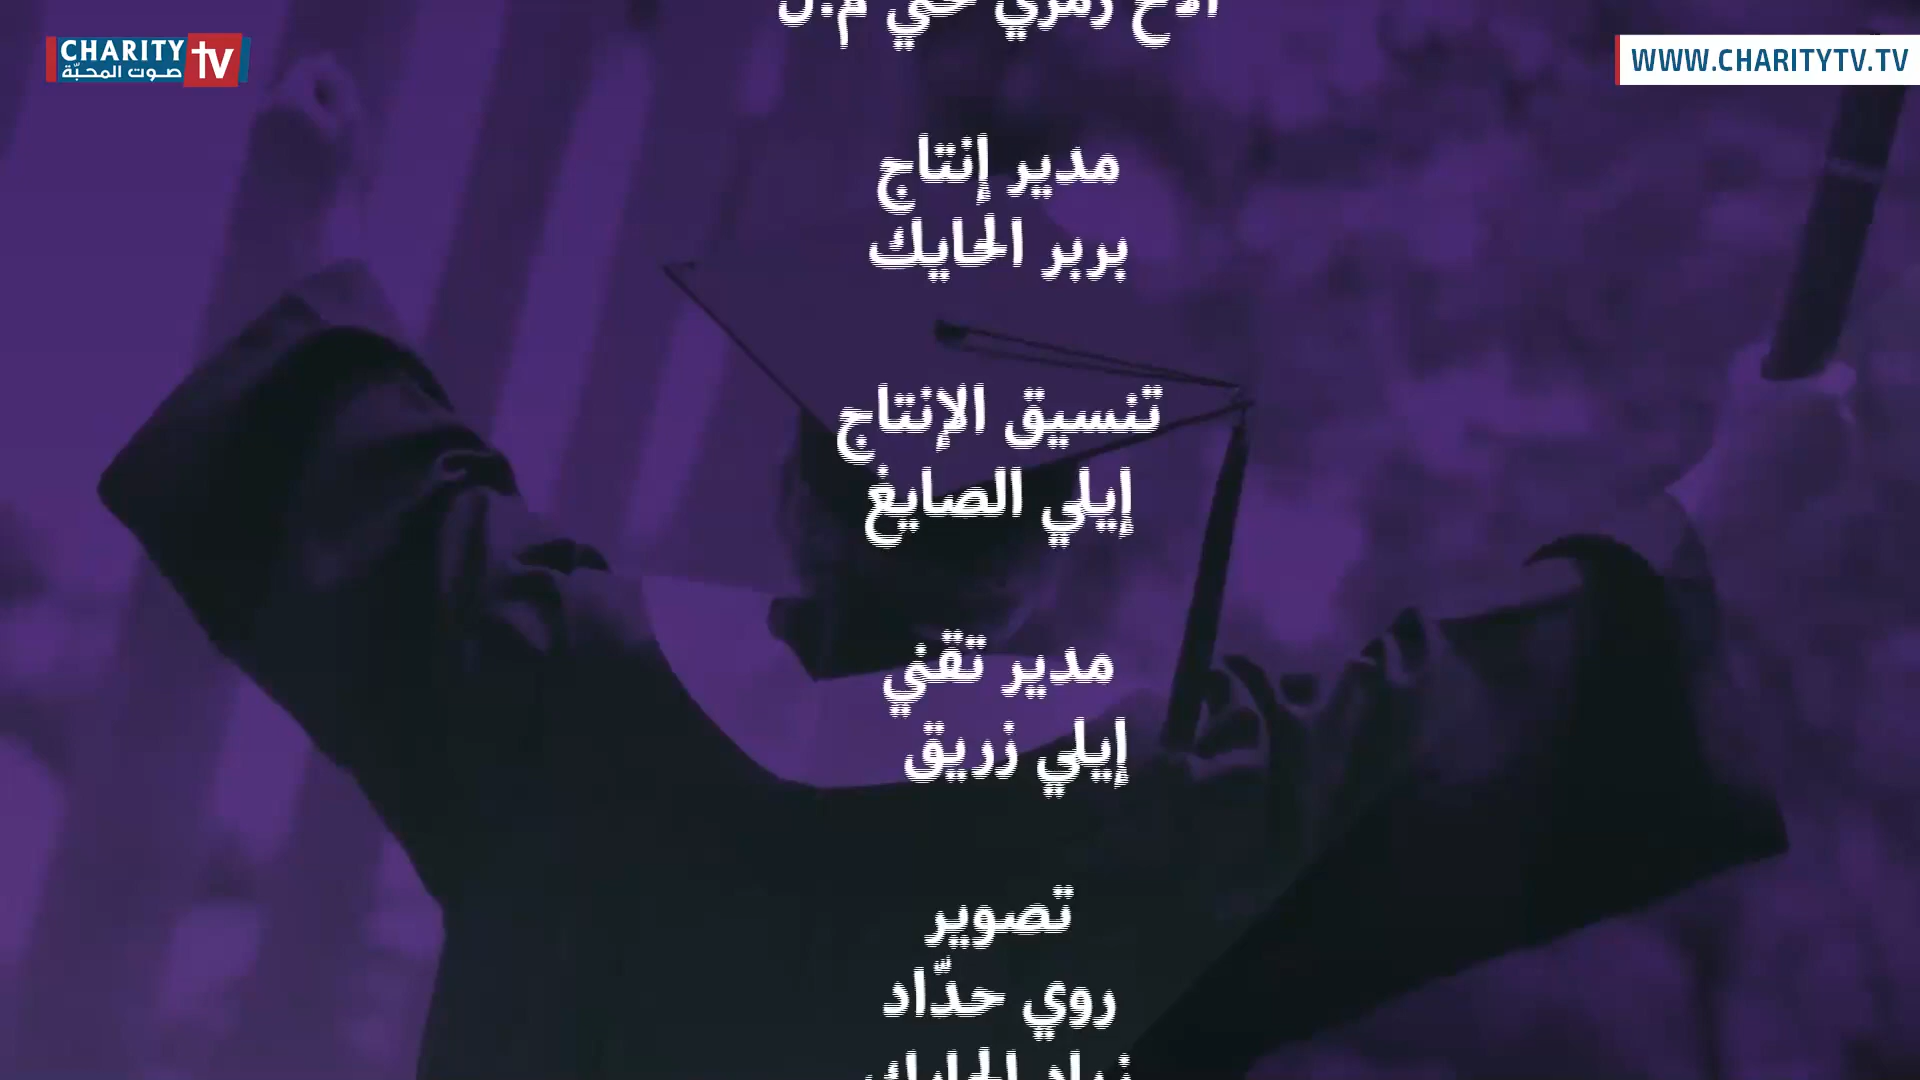 CHARITY tv
صوت المحبّة
WWW.CHARITYTV.TV
مدير إنتاج
بربر الحايك
تنسيق الإنتاج
إيلي الصايغ
مدير تقني
إيلي زريق
تصوير
روي حدّاد